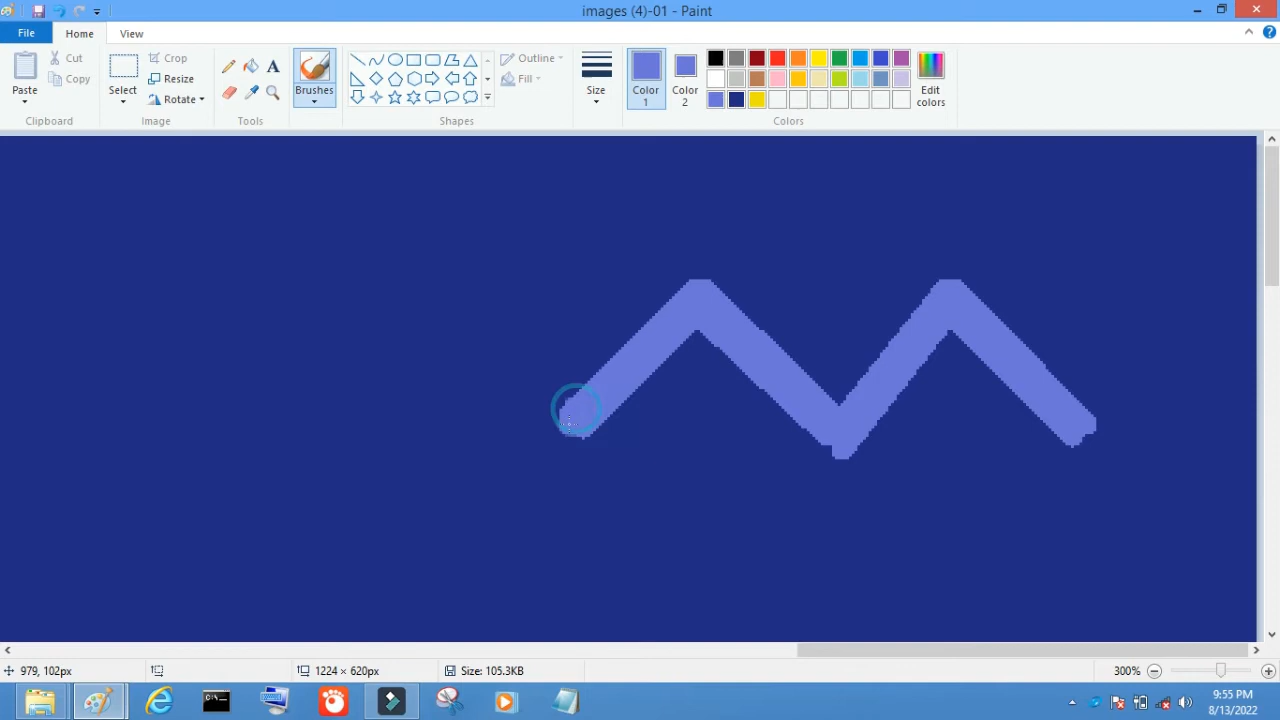 images (4)-01 - Paint
File
Home
View
Paste
Cut
Copy
Clipboard
Select
Crop
Resize
Rotate
Image
A
Tools
Brushes
Outline
Fill
Shapes
Size
Color 1
Color 2
Edit colors
Colors
979, 102px
1224 × 620px
Size: 105.3KB
300%
9:55 PM
8/13/2022